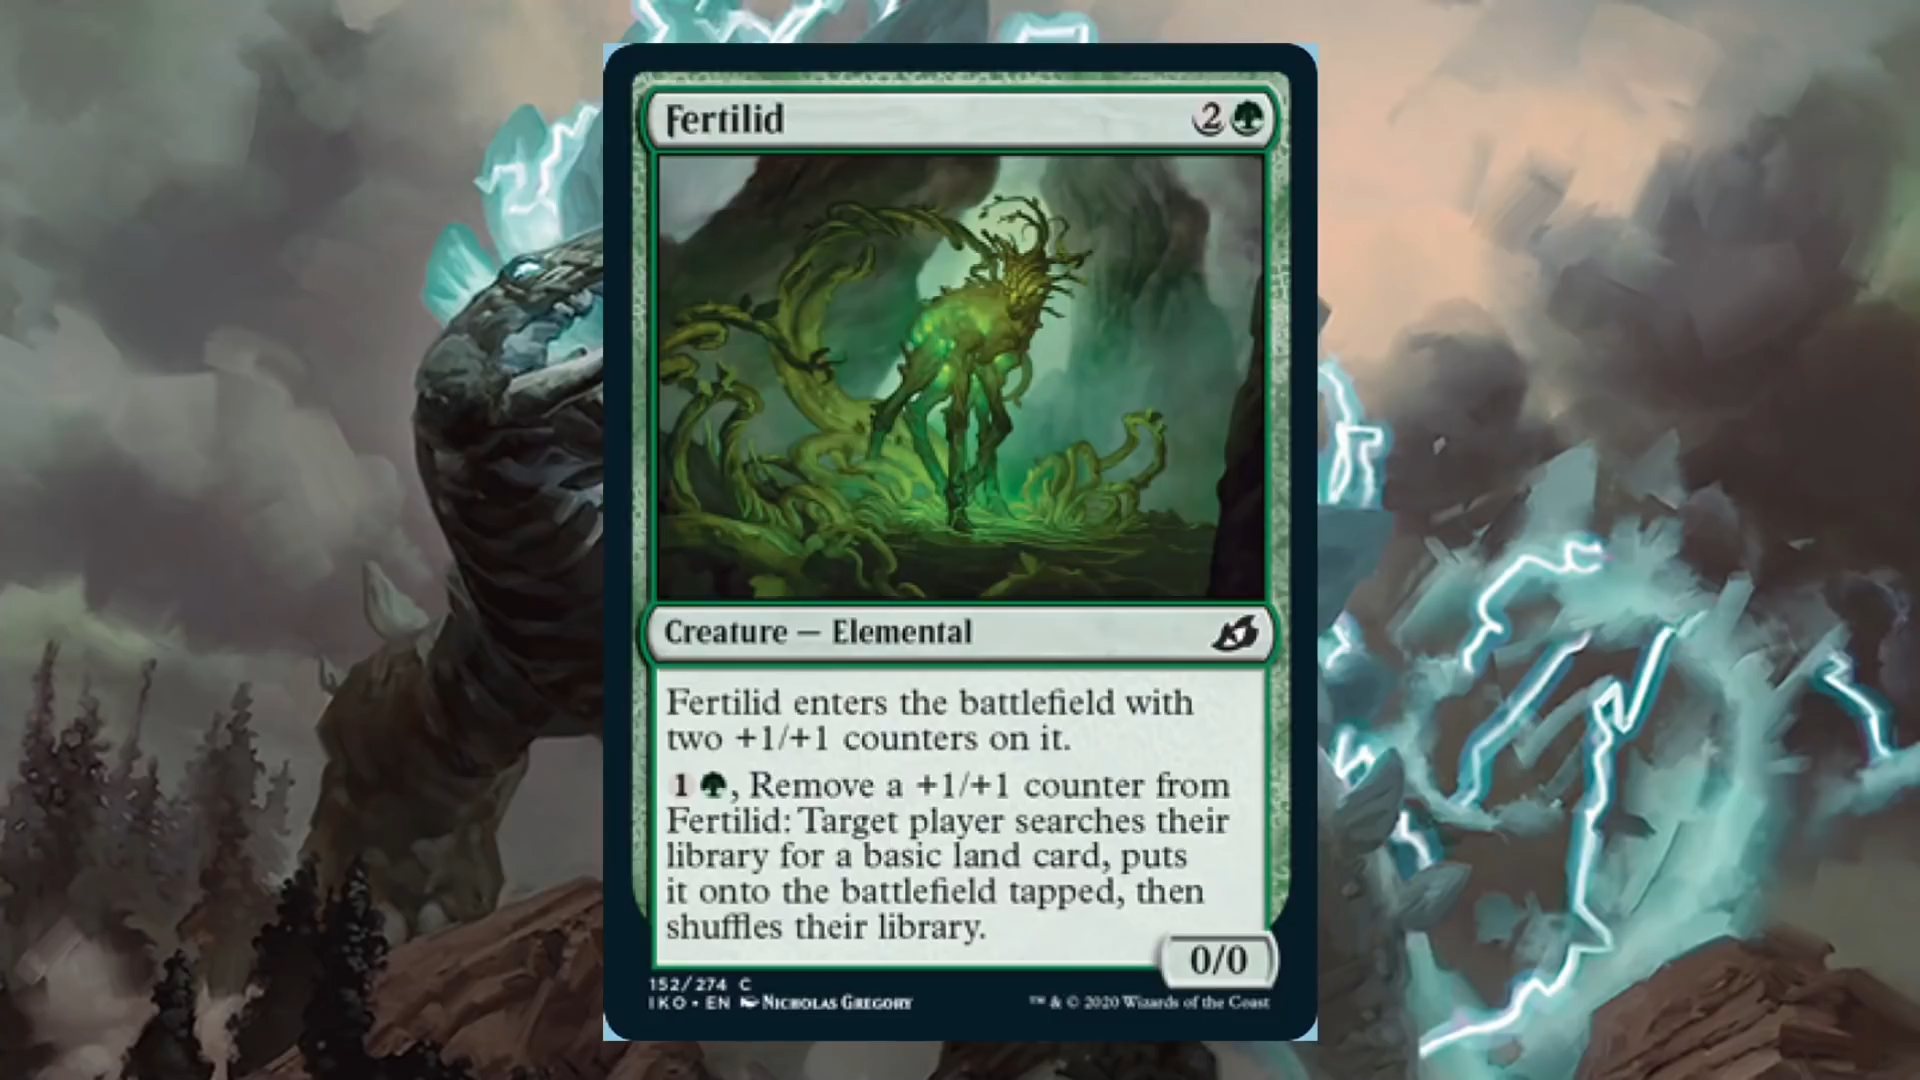 Fertilid 2
Creature — Elemental
Fertilid enters the battlefield with
two +1/+1 counters on it.
1 , Remove a +1/+1 counter from
Fertilid: Target player searches their
library for a basic land card, puts
it onto the battlefield tapped, then
shuffles their library.
0/0
152/274 C
IKO • EN Nicholas Gregory ™ & © 2020 Wizards of the Coast